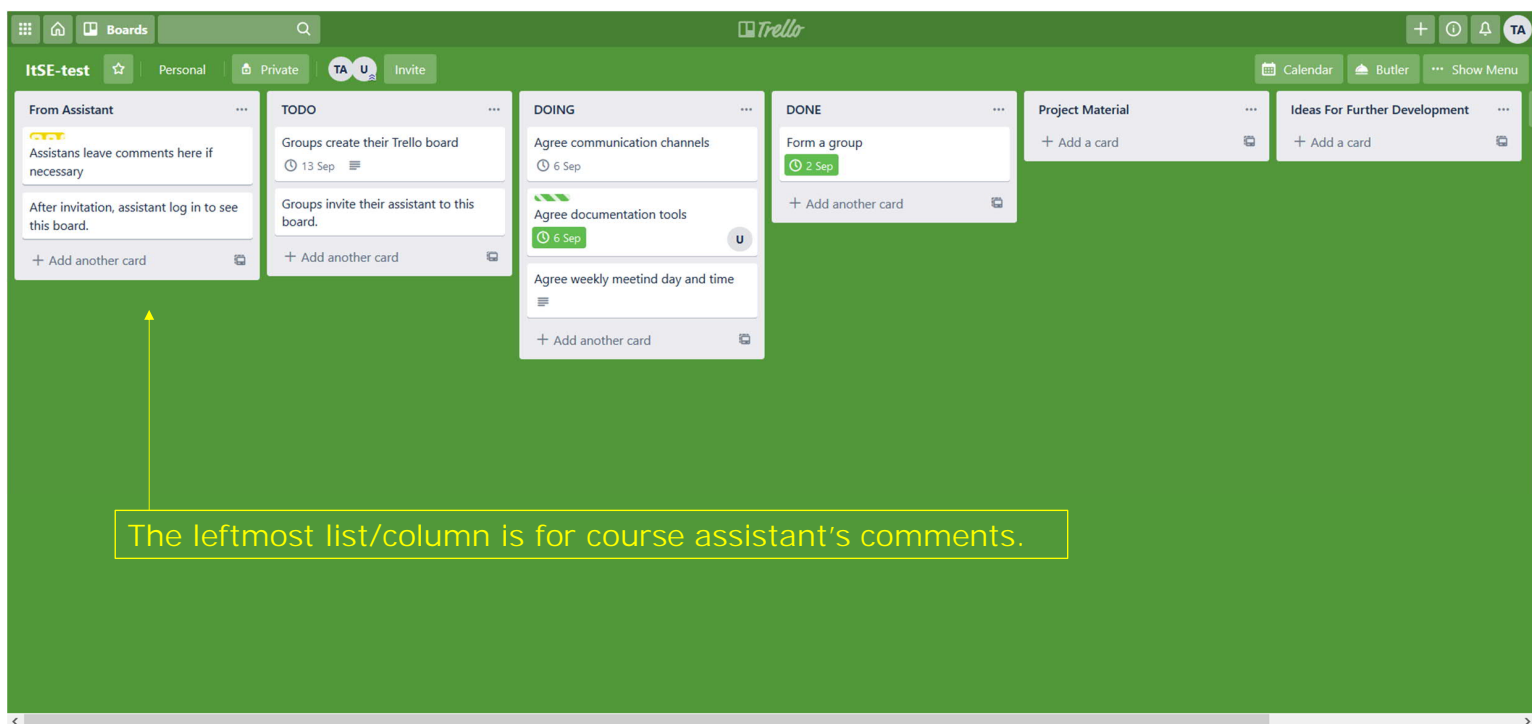 Boards
Trello
TA
ItSE-test
Personal
Private
TA U
Invite
Calendar
Butler
Show Menu
From Assistant
Assistans leave comments here if
necessary
After invitation, assistant log in to see
this board.
+ Add another card
TODO
Groups create their Trello board
13 Sep
Groups invite their assistant to this
board.
+ Add another card
DOING
Agree communication channels
6 Sep
Agree documentation tools
6 Sep
U
Agree weekly meetind day and time
+ Add another card
DONE
Form a group
2 Sep
+ Add another card
Project Material
+ Add a card
Ideas For Further Development
+ Add a card
The leftmost list/column is for course assistant’s comments.